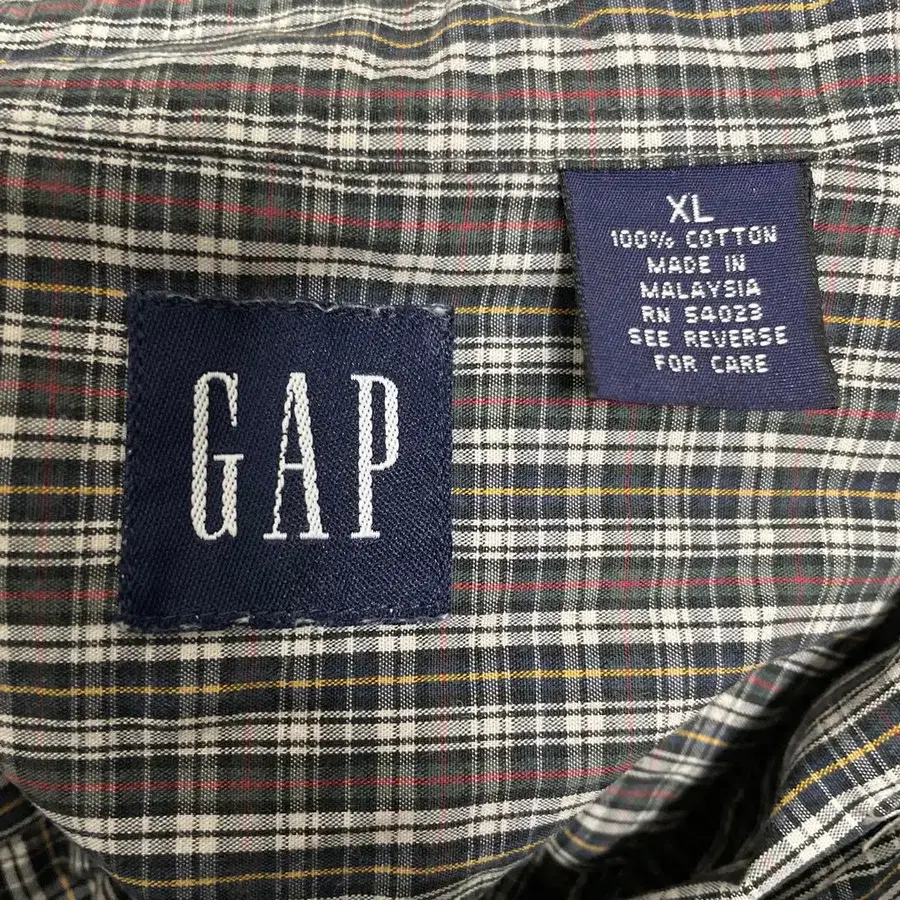 GAP
XL
100% COTTON
MADE IN
MALAYSIA
RN 54023
SEE REVERSE
FOR CARE